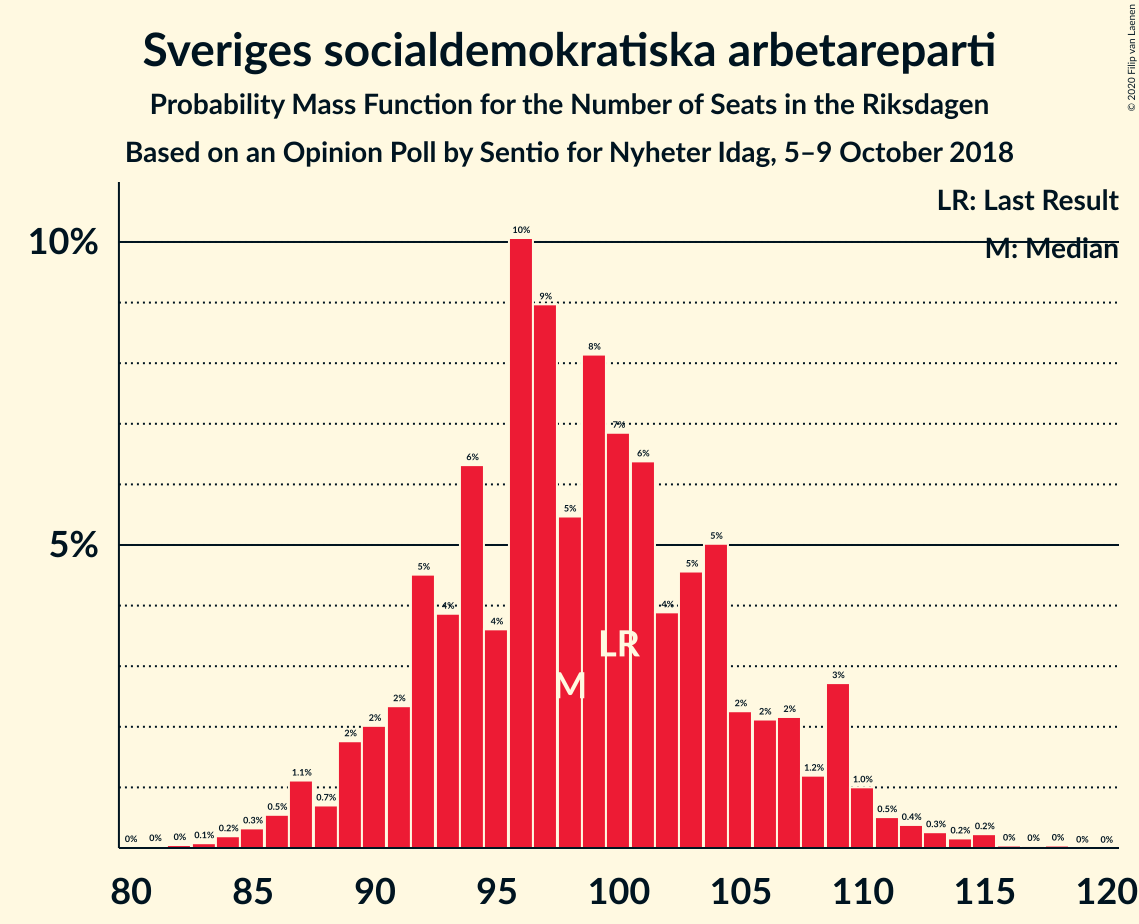 Sveriges socialdemokratiska arbetareparti
Probability Mass Function for the Number of Seats in the Riksdagen
Based on an Opinion Poll by Sentio for Nyheter Idag, 5–9 October 2018
© 2020 Filip van Laenen
LR: Last Result
M: Median
10%
5%
0% 0% 0% 0.1% 0.2% 0.3% 0.5% 1.1% 0.7% 2% 2% 2% 5% 4% 6% 4% 10% 9% 5% 8% 7% 6% 4% 5% 5% 2% 2% 2% 1.2% 3% 1.0% 0.5% 0.4% 0.3% 0.2% 0.2% 0% 0% 0% 0% 0%
LR
M
80 85 90 95 100 105 110 115 120